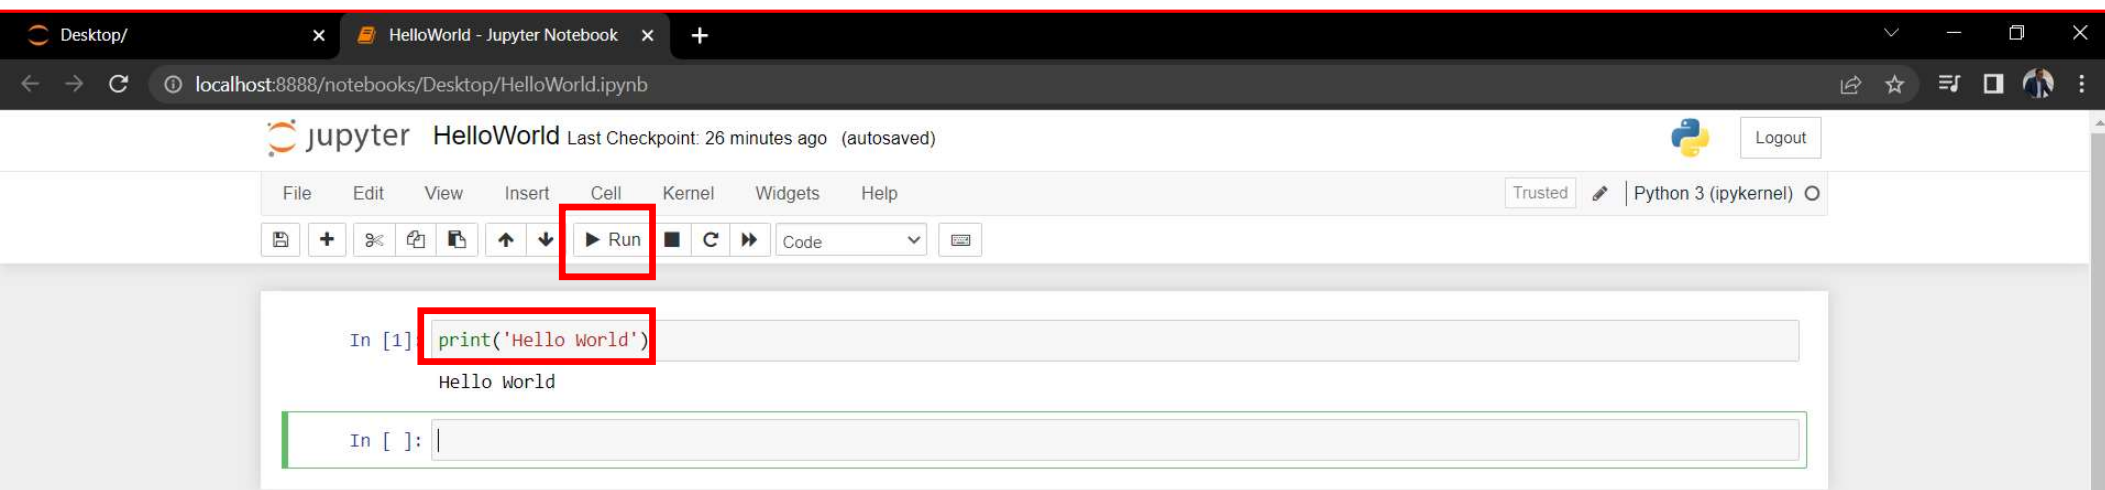 Desktop/
HelloWorld - Jupyter Notebook
localhost:8888/notebooks/Desktop/HelloWorld.ipynb
jupyter HelloWorld Last Checkpoint: 26 minutes ago (autosaved)
Logout
File Edit View Insert Cell Kernel Widgets Help
Trusted Python 3 (ipykernel)
Run Code
In [1]: print('Hello World')
Hello World
In [ ]: